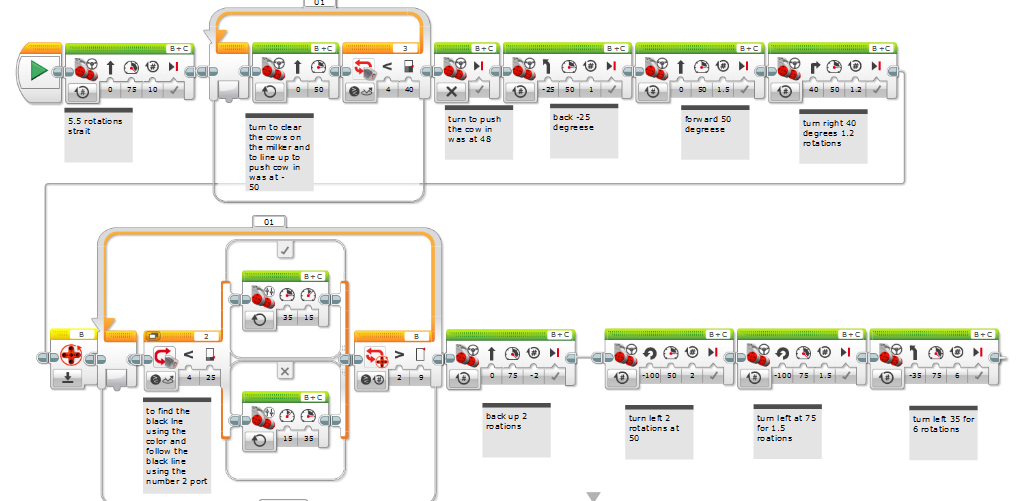 01
B+C
B+C
3
B+C
B+C
B+C
B+C
0 75 10
0 50
< 4 40
-25 50 1
0 50 1.5
40 50 1.2
5.5 rotations
strait
turn to clear
the cows on
the milker and
to line up to
push cow in
was at -
50
turn to push
the cow in
was at 48
back -25
degreese
forward 50
degreese
turn right 40
degrees 1.2
rotations
01
B+C
35 15
B
2
< 4 25
B
> 2 9
B+C
0 75 -2
B+C
-100 50 2
B+C
-100 75 1.5
B+C
-35 75 6
B+C
15 35
to find the
black lne
using the
color and
follow the
black line
using the
number 2 port
back up 2
roations
turn left 2
rotations at
50
turn left at 75
for 1.5
roations
turn left 35 for
6 rotations